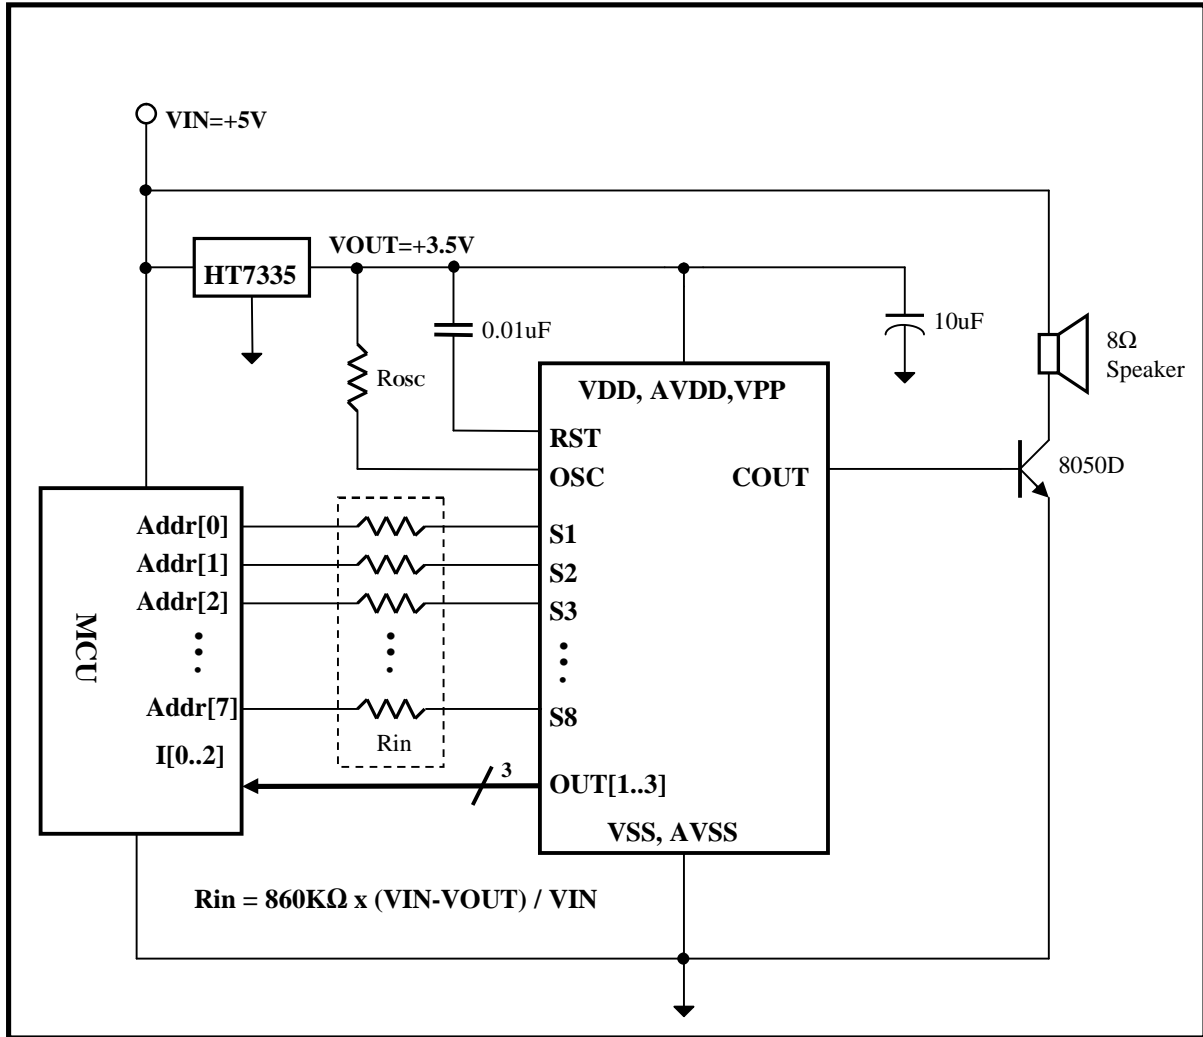 VIN=+5V
VOUT=+3.5V
HT7335
0.01uF
10uF
8Ω
Speaker
Rosc
VDD, AVDD,VPP
RST
OSC
COUT
8050D
Addr[0]
S1
Addr[1]
S2
Addr[2]
S3
MCU
Addr[7]
S8
Rin
I[0..2]
3
OUT[1..3]
VSS, AVSS
Rin = 860KΩ x (VIN-VOUT) / VIN